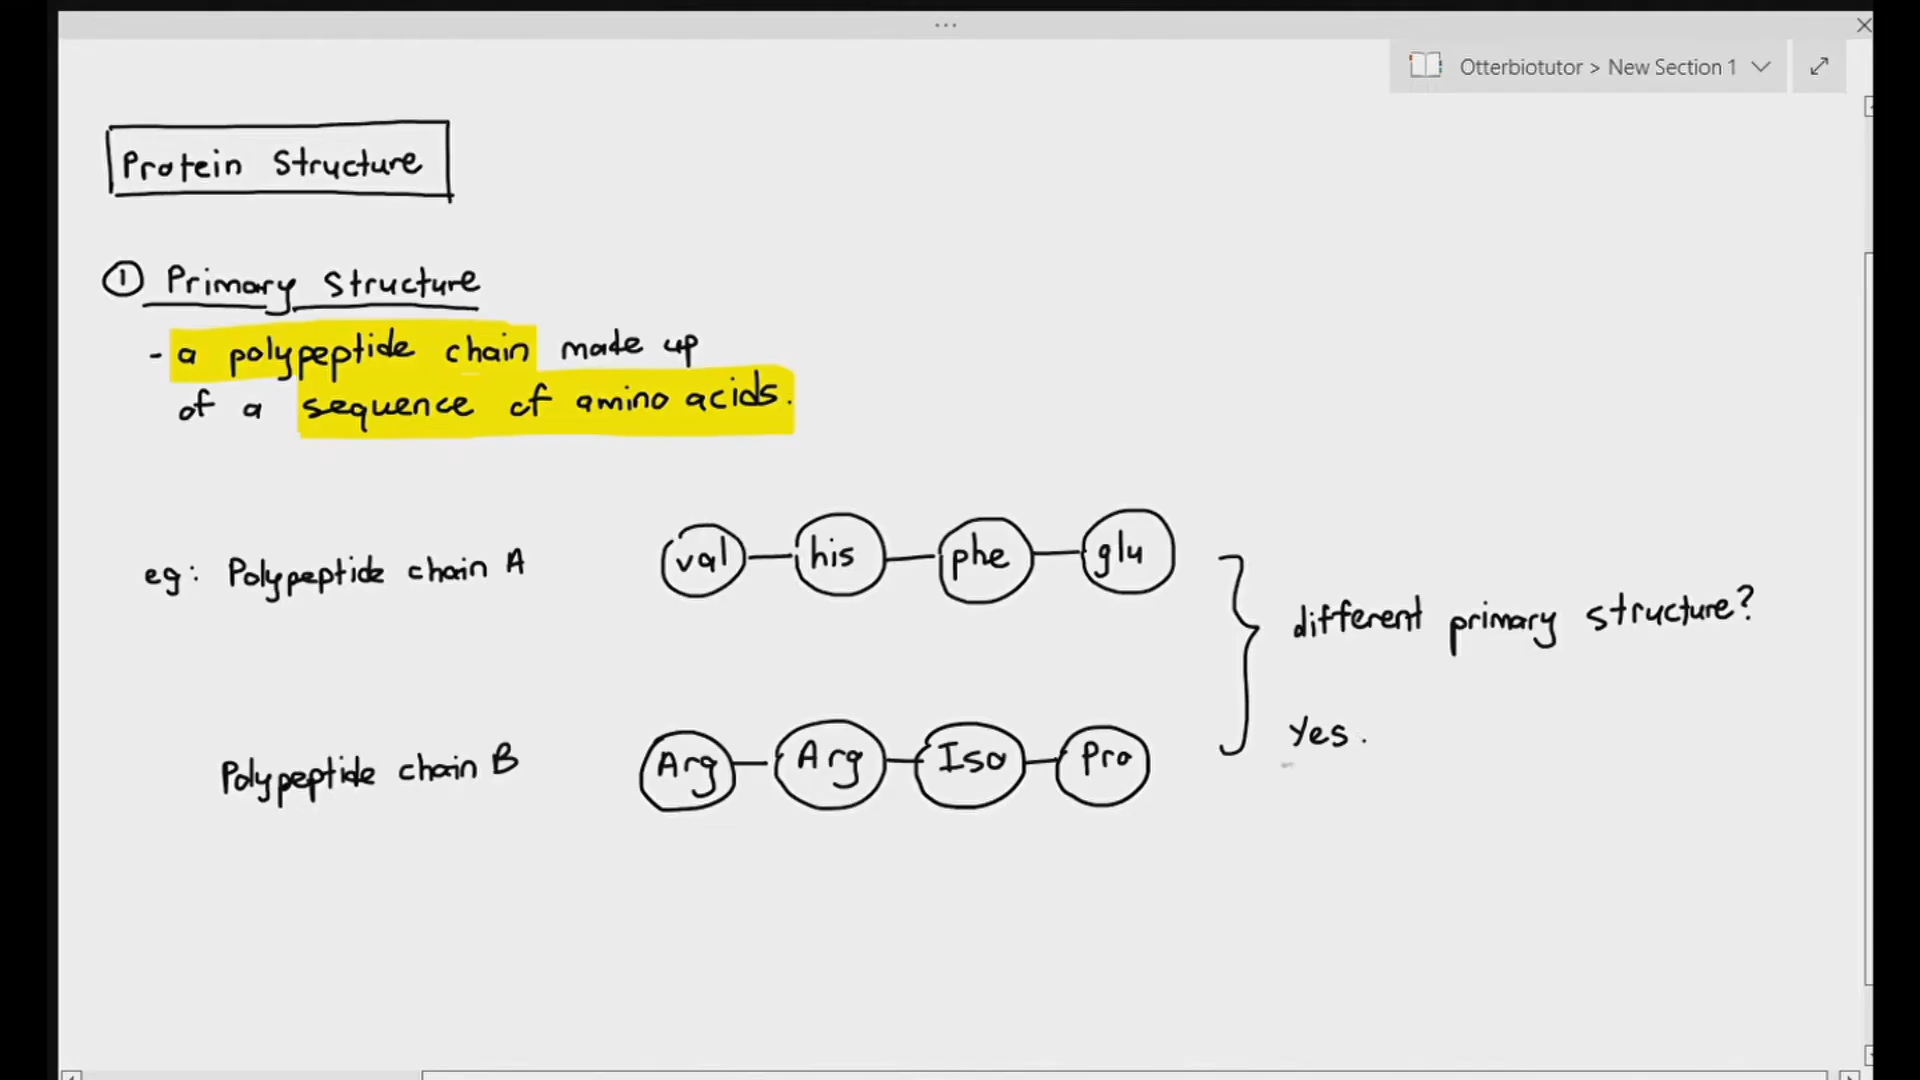 Otterbiotutor > New Section 1
Protein Structure
① Primary Structure
- a polypeptide chain made up
of a sequence of amino acids.
eg: Polypeptide chain A
val his phe glu
different primary structure?
Yes.
Polypeptide chain B
Arg Arg Iso Pro